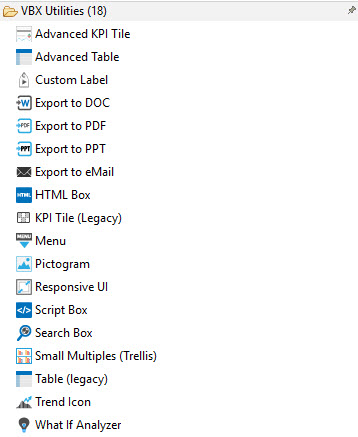 VBX Utilities (18)
Advanced KPI Tile
Advanced Table
Custom Label
Export to DOC
Export to PDF
Export to PPT
Export to eMail
HTML Box
KPI Tile (Legacy)
Menu
Pictogram
Responsive UI
Script Box
Search Box
Small Multiples (Trellis)
Table (legacy)
Trend Icon
What If Analyzer